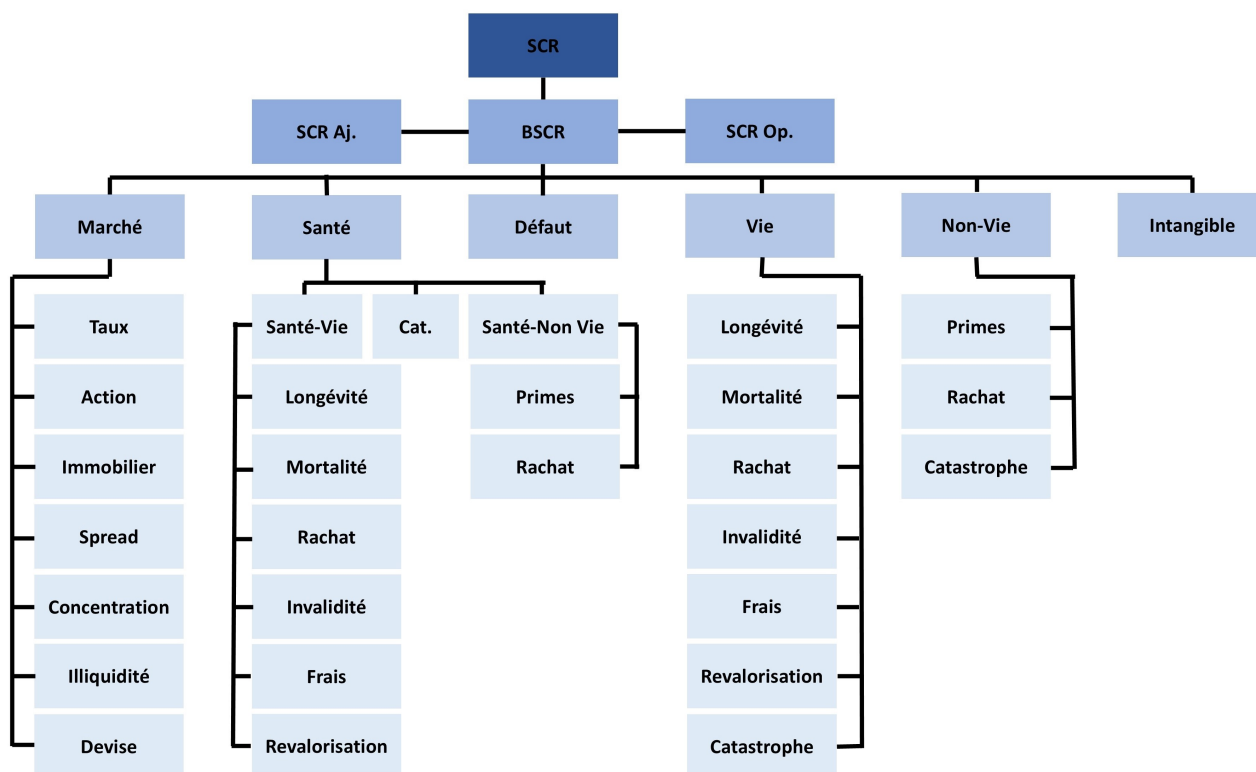 SCR
SCR Aj.
BSCR
SCR Op.
Marché
Santé
Défaut
Vie
Non-Vie
Intangible
Taux
Action
Immobilier
Spread
Concentration
Illiquidité
Devise
Santé-Vie
Cat.
Santé-Non Vie
Longévité
Mortalité
Rachat
Invalidité
Frais
Revalorisation
Primes
Rachat
Longévité
Mortalité
Rachat
Invalidité
Frais
Revalorisation
Catastrophe
Primes
Rachat
Catastrophe